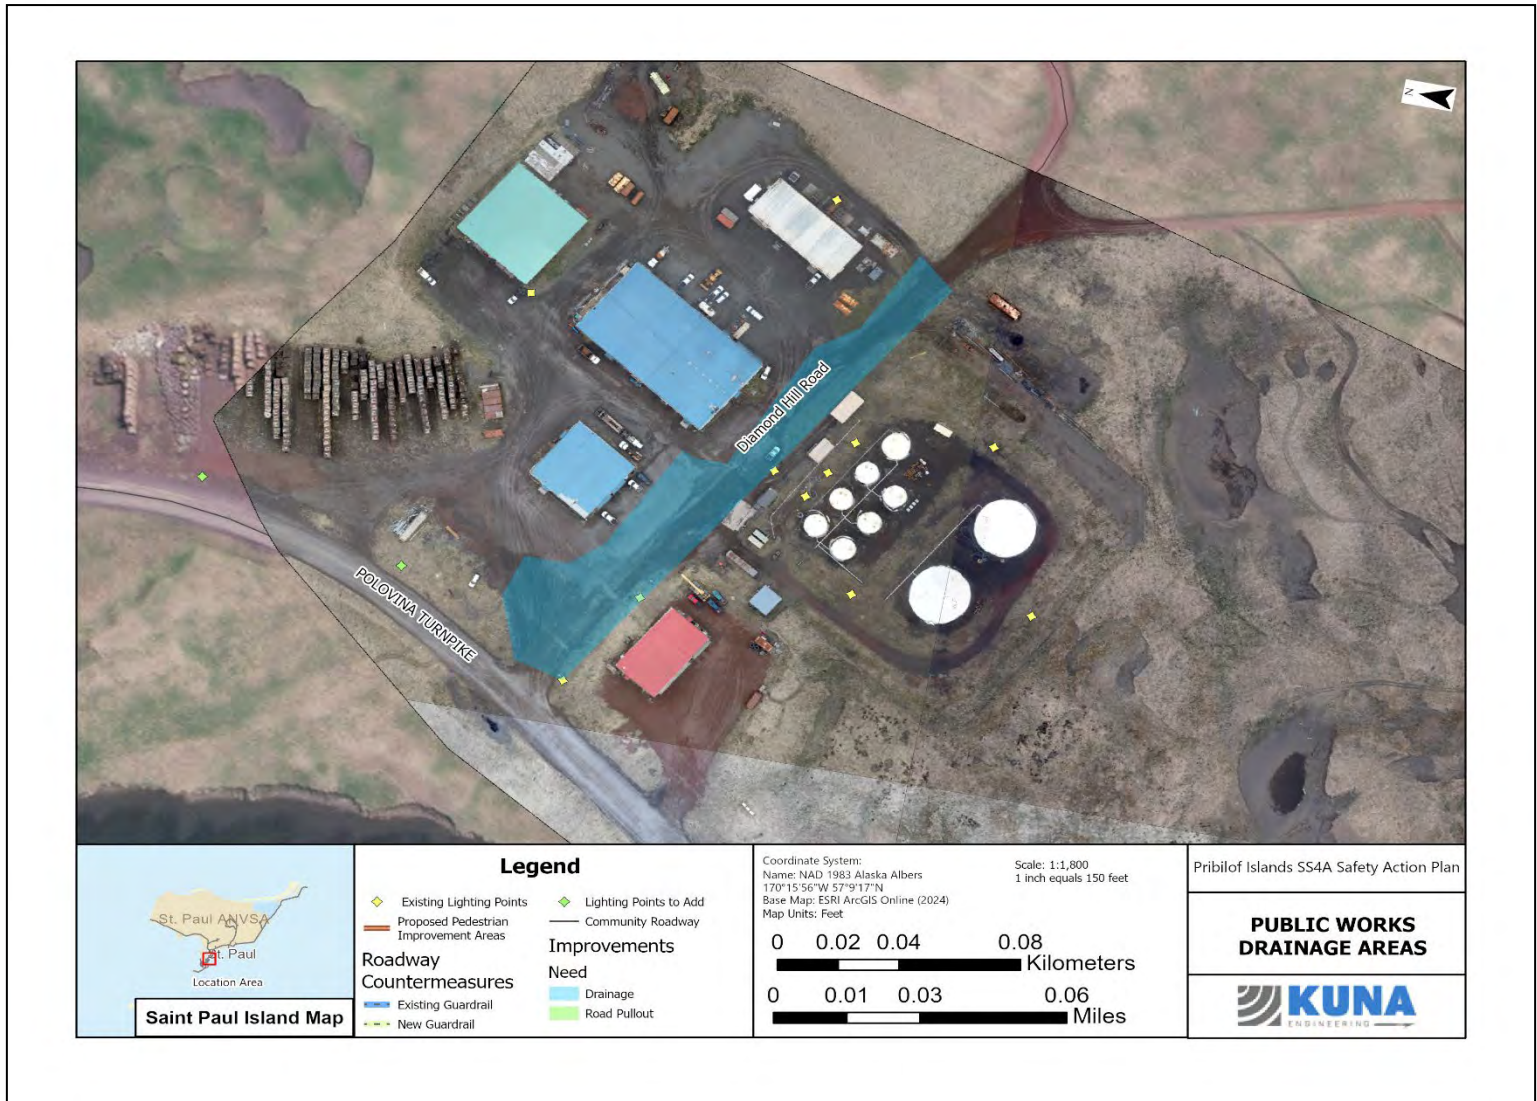 N
Diamond Hill Road
POLOVINA TURNPIKE
St. Paul ANVSA
St. Paul
Location Area
Saint Paul Island Map
Legend
Existing Lighting Points
Lighting Points to Add
Proposed Pedestrian
Improvement Areas
Community Roadway
Roadway
Countermeasures
Existing Guardrail
New Guardrail
Improvements
Need
Drainage
Road Pullout
Coordinate System:
Name: NAD 1983 Alaska Albers
170°15'56"W 57°9'17"N
Base Map: ESRI ArcGIS Online (2024)
Map Units: Feet
Scale: 1:1,800
1 inch equals 150 feet
0 0.02 0.04 0.08
Kilometers
0 0.01 0.03 0.06
Miles
Pribilof Islands SS4A Safety Action Plan
PUBLIC WORKS
DRAINAGE AREAS
KUNA
ENGINEERING